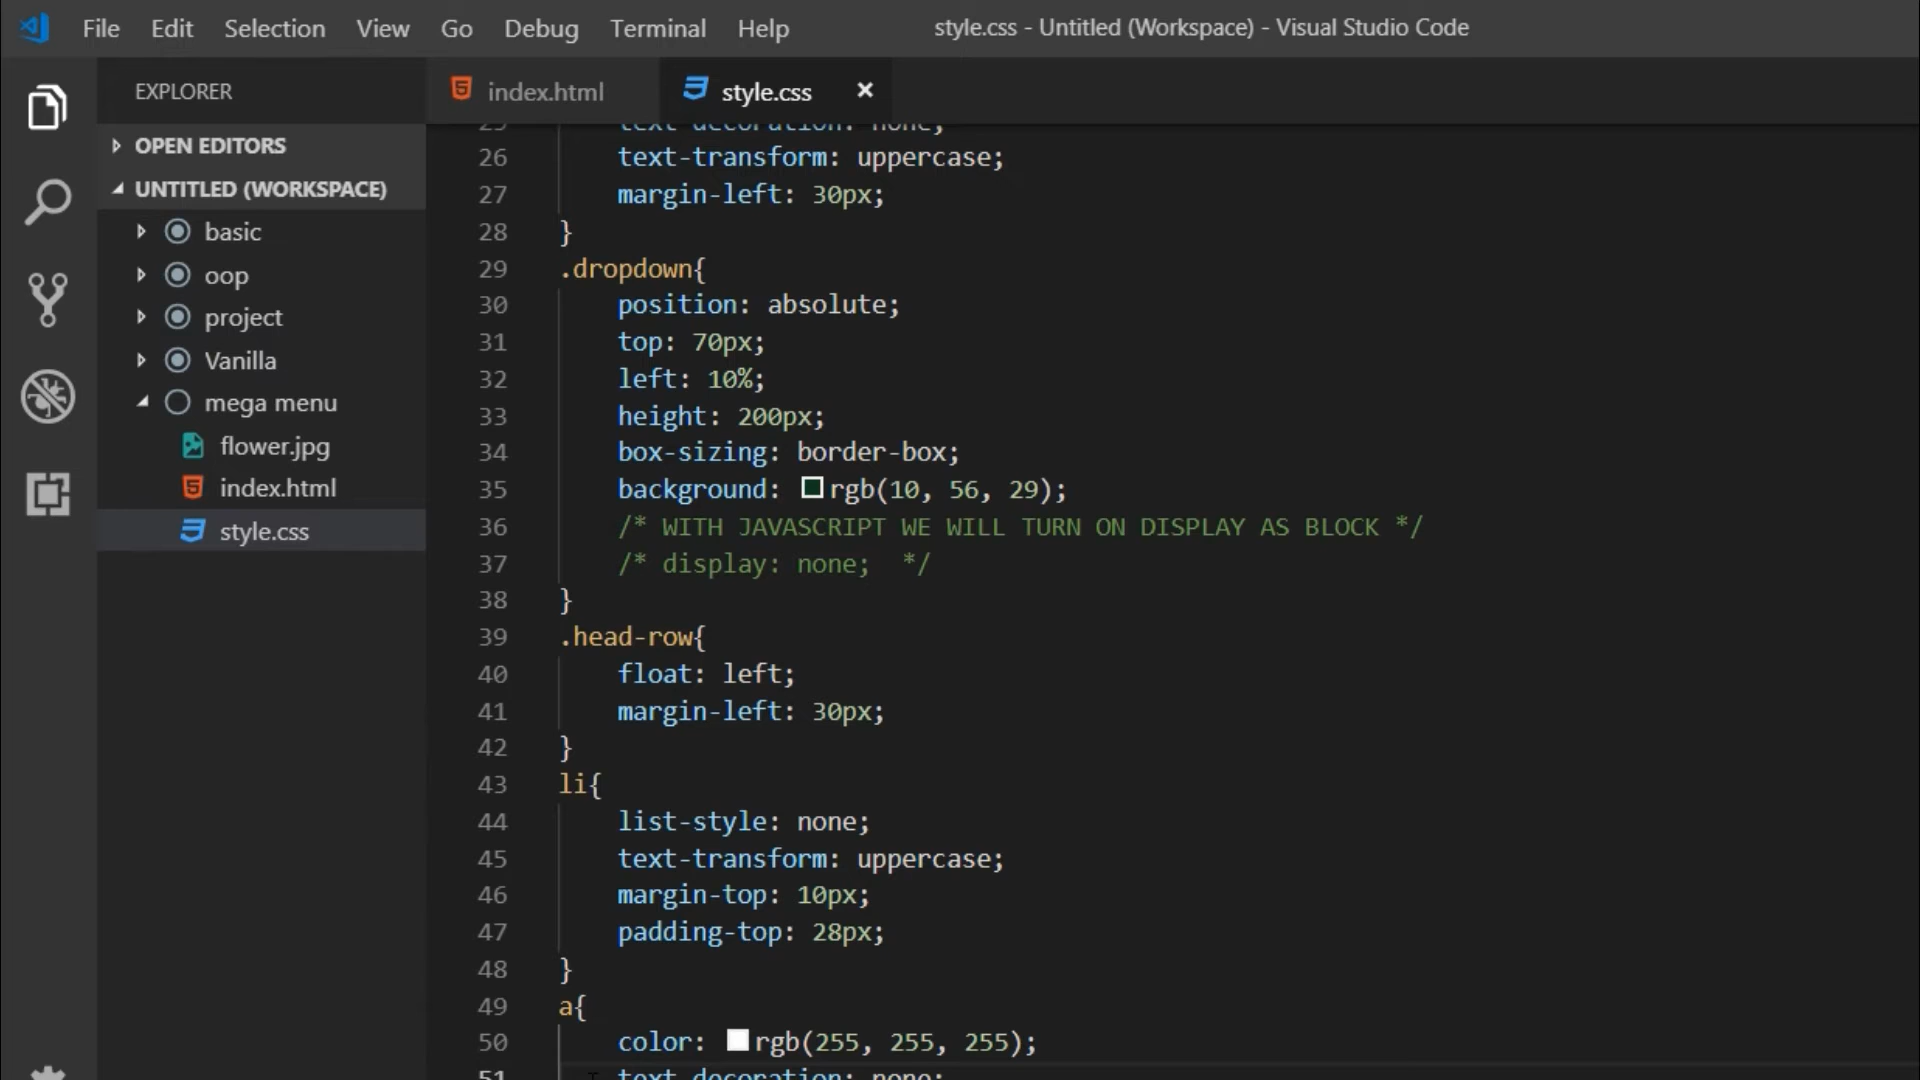 File Edit Selection View Go Debug Terminal Help
style.css - Untitled (Workspace) - Visual Studio Code
EXPLORER
OPEN EDITORS
UNTITLED (WORKSPACE)
basic
oop
project
Vanilla
mega menu
flower.jpg
index.html
style.css
index.html
style.css ×
25 text-decoration: none;
26 text-transform: uppercase;
27 margin-left: 30px;
28 }
29 .dropdown{
30 position: absolute;
31 top: 70px;
32 left: 10%;
33 height: 200px;
34 box-sizing: border-box;
35 background: rgb(10, 56, 29);
36 /* WITH JAVASCRIPT WE WILL TURN ON DISPLAY AS BLOCK */
37 /* display: none;  */
38 }
39 .head-row{
40 float: left;
41 margin-left: 30px;
42 }
43 li{
44 list-style: none;
45 text-transform: uppercase;
46 margin-top: 10px;
47 padding-top: 28px;
48 }
49 a{
50 color: rgb(255, 255, 255);
51 text-decoration: none;